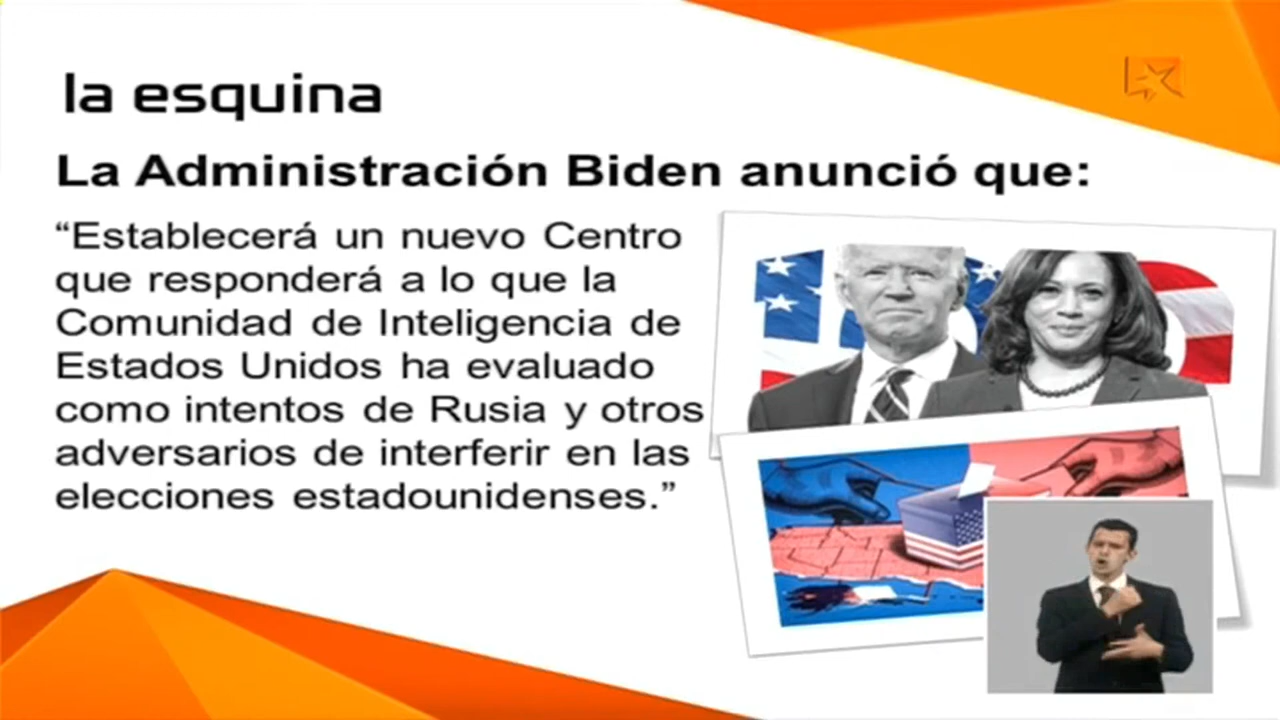 la esquina
La Administración Biden anunció que:
“Establecerá un nuevo Centro
que responderá a lo que la
Comunidad de Inteligencia de
Estados Unidos ha evaluado
como intentos de Rusia y otros
adversarios de interferir en las
elecciones estadounidenses.”